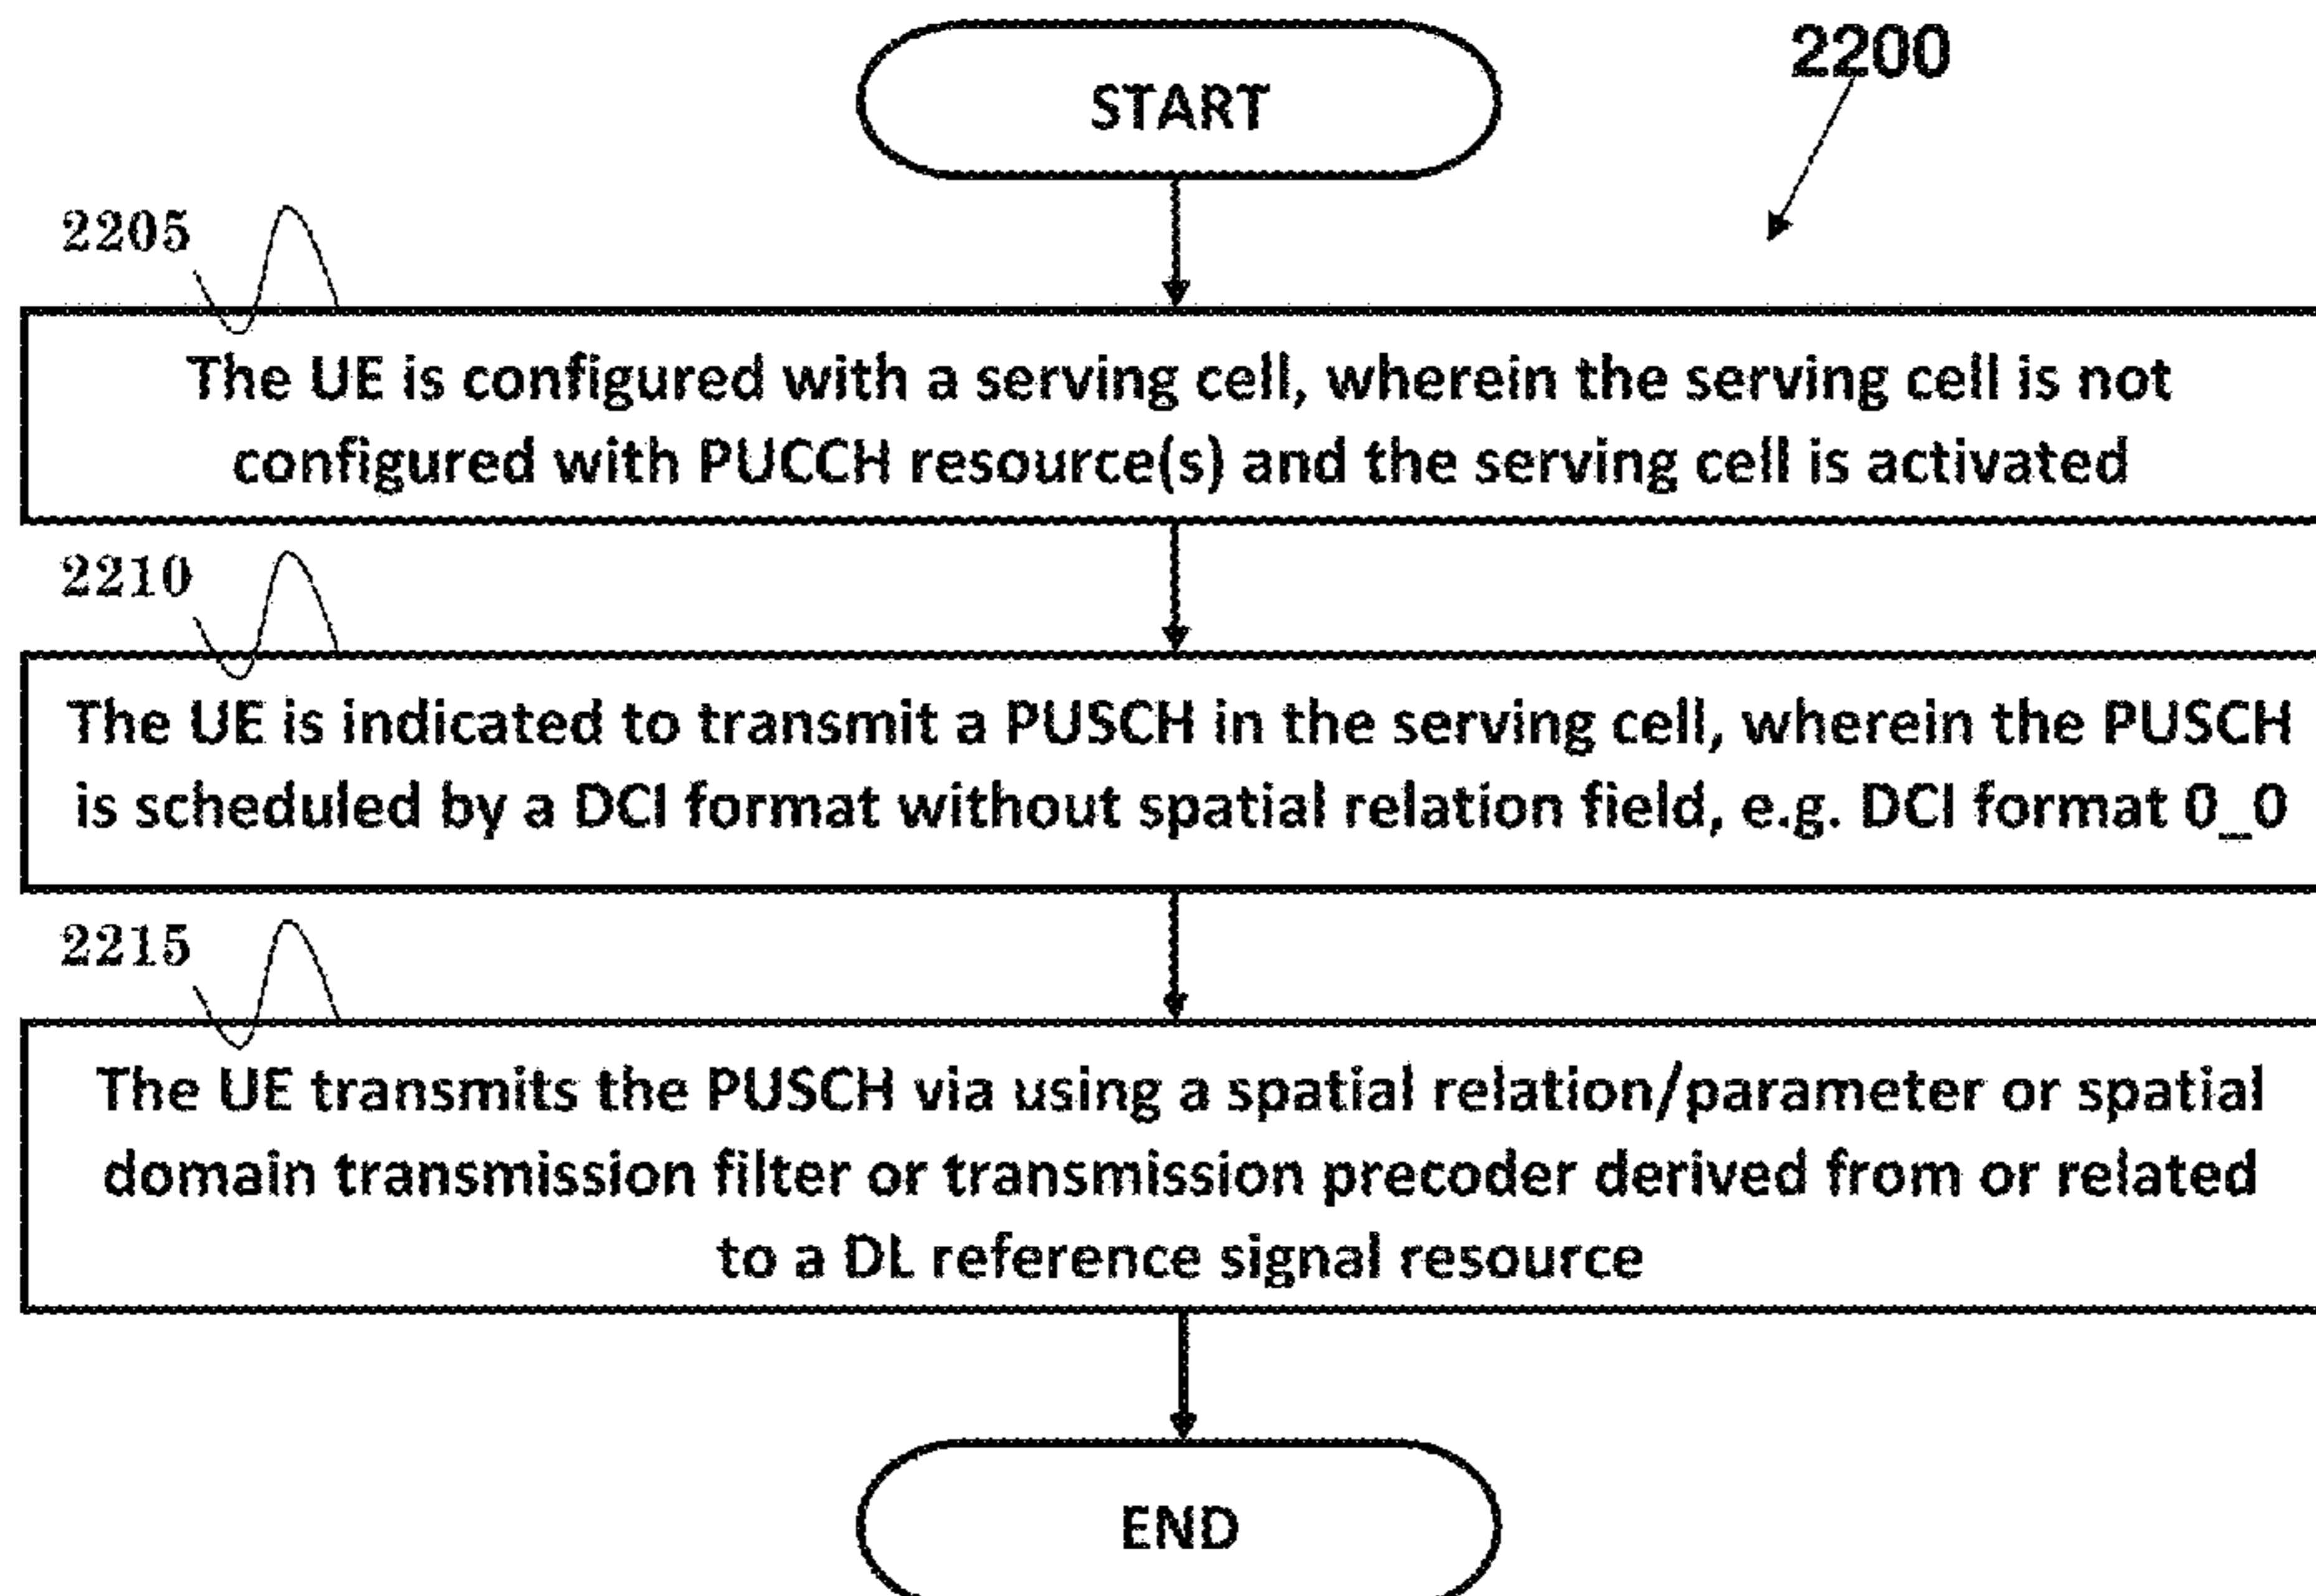 2200
START
2205
The UE is configured with a serving cell, wherein the serving cell is not
configured with PUCCH resource(s) and the serving cell is activated
2210
The UE is indicated to transmit a PUSCH in the serving cell, wherein the PUSCH
is scheduled by a DCI format without spatial relation field, e.g. DCI format 0_0
2215
The UE transmits the PUSCH via using a spatial relation/parameter or spatial
domain transmission filter or transmission precoder derived from or related
to a DL reference signal resource
END